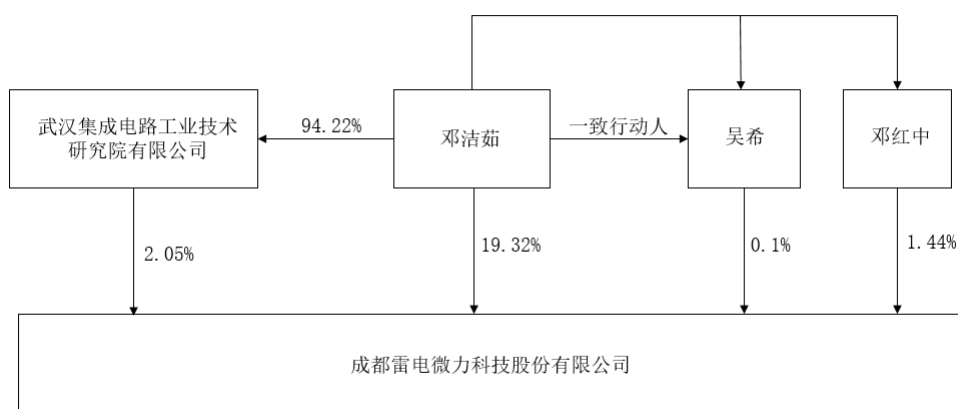 武汉集成电路工业技术
研究院有限公司
94.22%
邓洁茹
一致行动人
吴希
邓红中
2.05%
19.32%
0.1%
1.44%
成都雷电微力科技股份有限公司